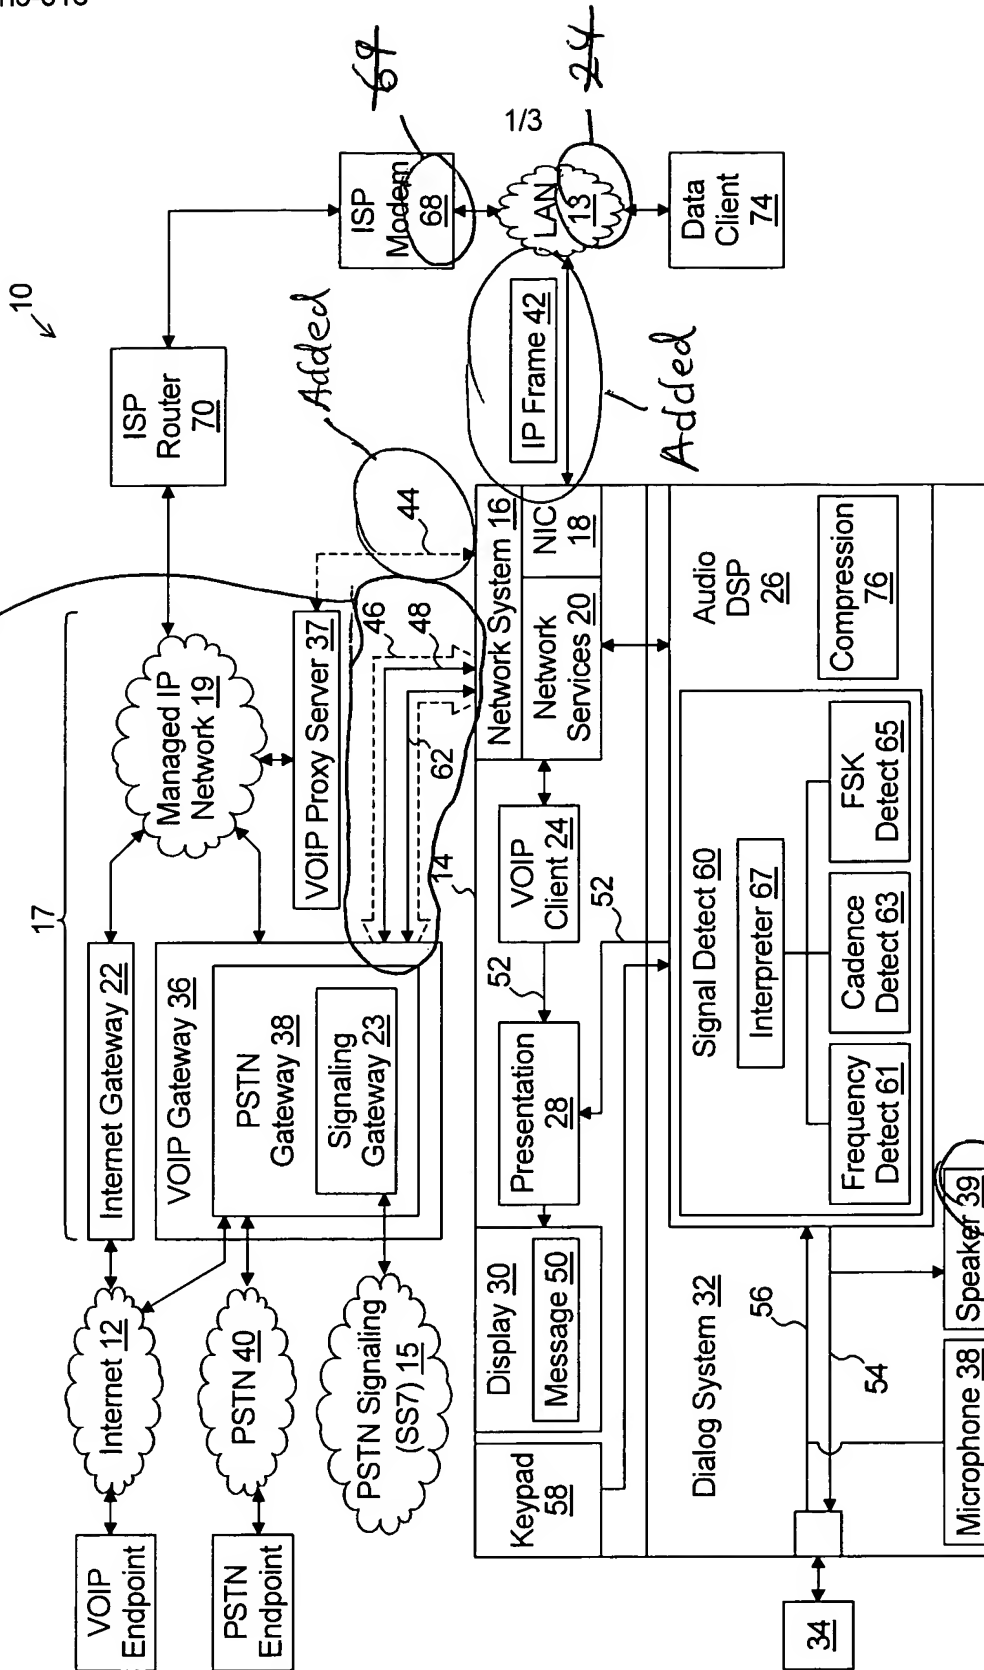 1/3
10
17
VOIP
Endpoint
Internet 12
Internet Gateway 22
Managed IP
Network 19
ISP
Router
70
ISP
Modem
68
69
PSTN
Endpoint
PSTN 40
VOIP Gateway 36
PSTN
Gateway 38
Signaling
Gateway 23
PSTN Signaling
(SS7) 15
VOIP Proxy Server 37
46
48
62
44
Added
LAN
13
24
IP Frame 42
Added
Data
Client
74
14
Keypad
58
Display 30
Message 50
Presentation
28
52
VOIP
Client 24
52
Network System 16
Network
Services 20
NIC
18
Dialog System 32
56
54
34
Microphone 38
Speaker 39
Signal Detect 60
Interpreter 67
Frequency
Detect 61
Cadence
Detect 63
FSK
Detect 65
Audio
DSP
26
Compression
76